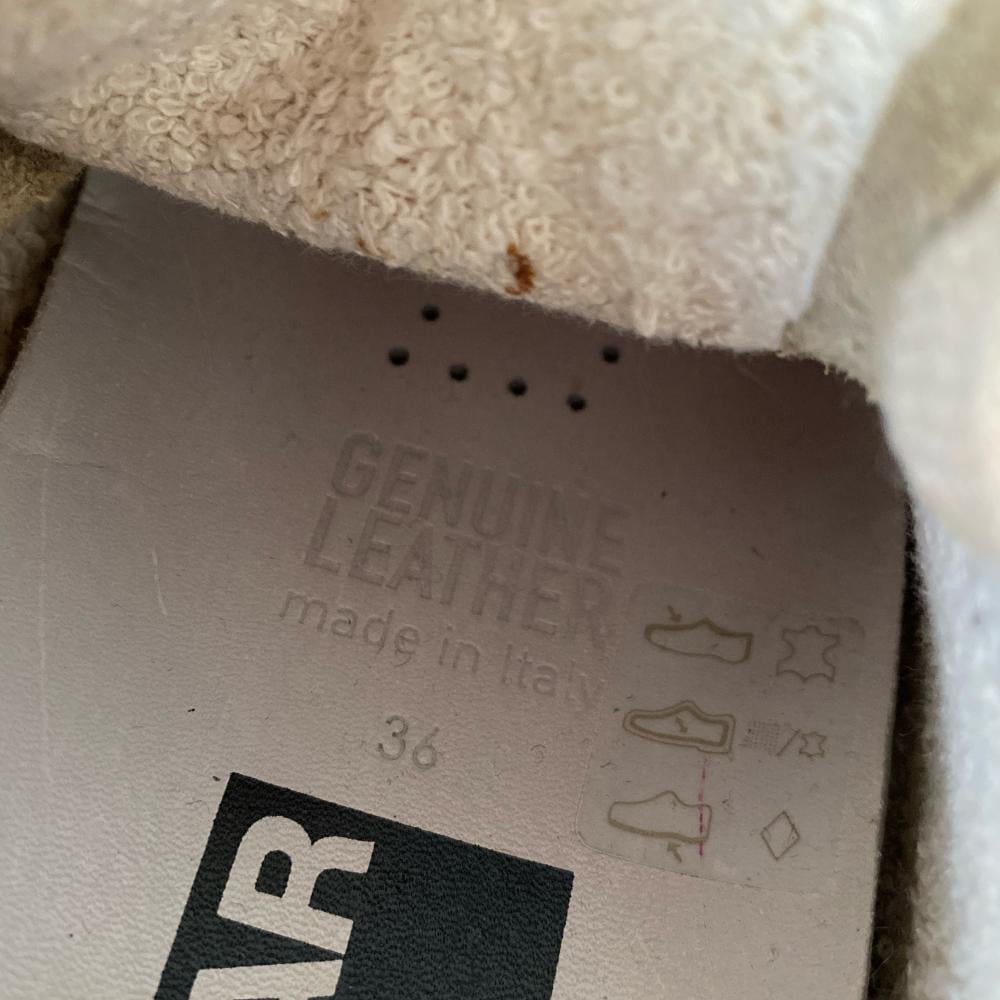 GENUINE
LEATHER
made in Italy
36
AR